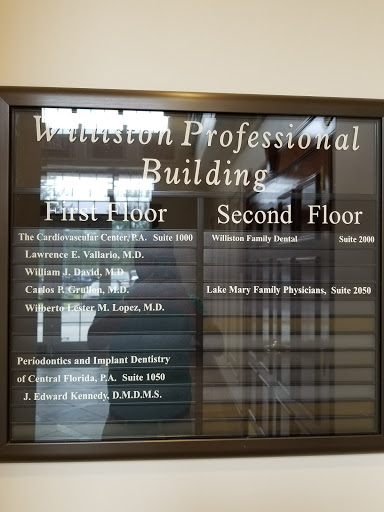 Williston Professional
Building
First Floor
The Cardiovascular Center, P.A. Suite 1000
Lawrence E. Vallario, M.D.
William J. David, M.D
Carlos P. Grullon, M.D.
Wilberto Lester M. Lopez, M.D.
Periodontics and Implant Dentistry
of Central Florida, P.A. Suite 1050
J. Edward Kennedy, D.M.D.M.S.
Second Floor
Williston Family Dental Suite 2000
Lake Mary Family Physicians, Suite 2050